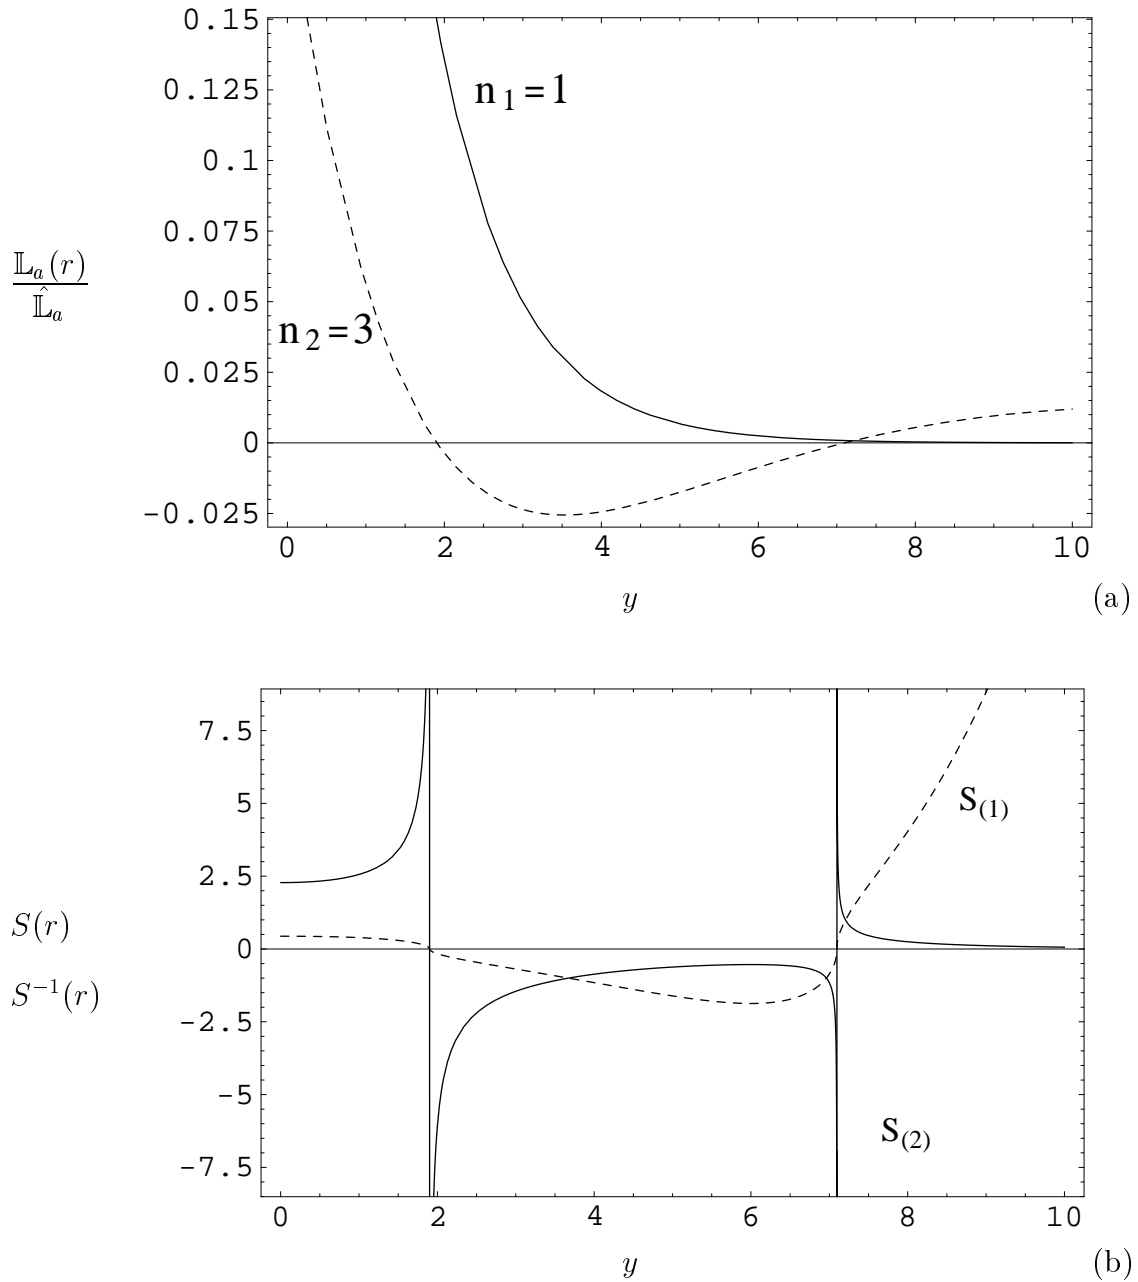 0.15
0.125
n₁=1
0.1
0.075
𝕃ₐ(r)
0.05
𝕃̂ₐ
n₂=3
0.025
0
-0.025
0 2 4 6 8 10
y (a)
7.5
5
S₍₁₎
2.5
S(r)
0
S⁻¹(r)
-2.5
-5
S₍₂₎
-7.5
0 2 4 6 8 10
y (b)